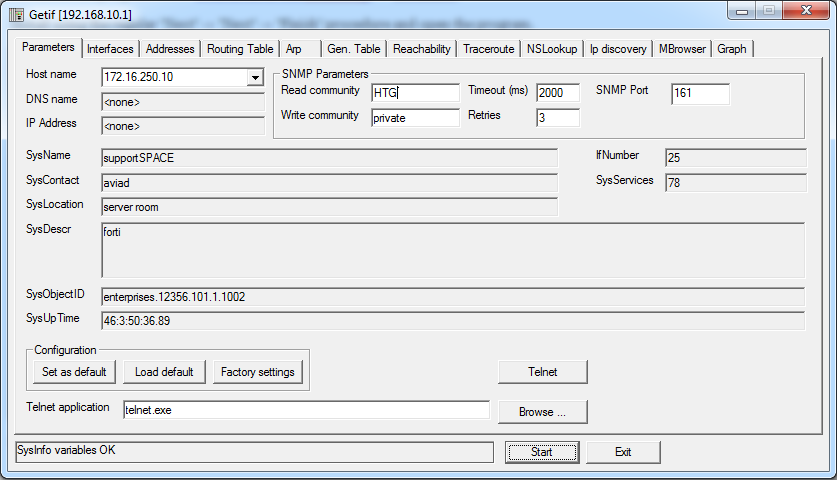 Getif [192.168.10.1]
Parameters Interfaces Addresses Routing Table Arp Gen. Table Reachability Traceroute NSLookup Ip discovery MBrowser Graph
Host name 172.16.250.10
DNS name <none>
IP Address <none>
SNMP Parameters
Read community HTG Timeout (ms) 2000 SNMP Port 161
Write community private Retries 3
SysName supportSPACE IfNumber 25
SysContact aviad SysServices 78
SysLocation server room
SysDescr forti
SysObjectID enterprises.12356.101.1.1002
SysUpTime 46:3:50:36.89
Configuration
Set as default Load default Factory settings Telnet
Telnet application telnet.exe Browse ...
SysInfo variables OK Start Exit